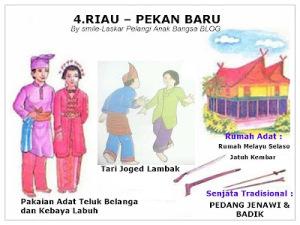 4.RIAU – PEKAN BARU
By smile-Laskar Pelangi Anak Bangsa BLOG
Rumah Adat :
Rumah Melayu Selaso
Jatuh Kembar
Tari Joged Lambak
Senjata Tradisional :
PEDANG JENAWI &
BADIK
Pakaian Adat Teluk Belanga
dan Kebaya Labuh